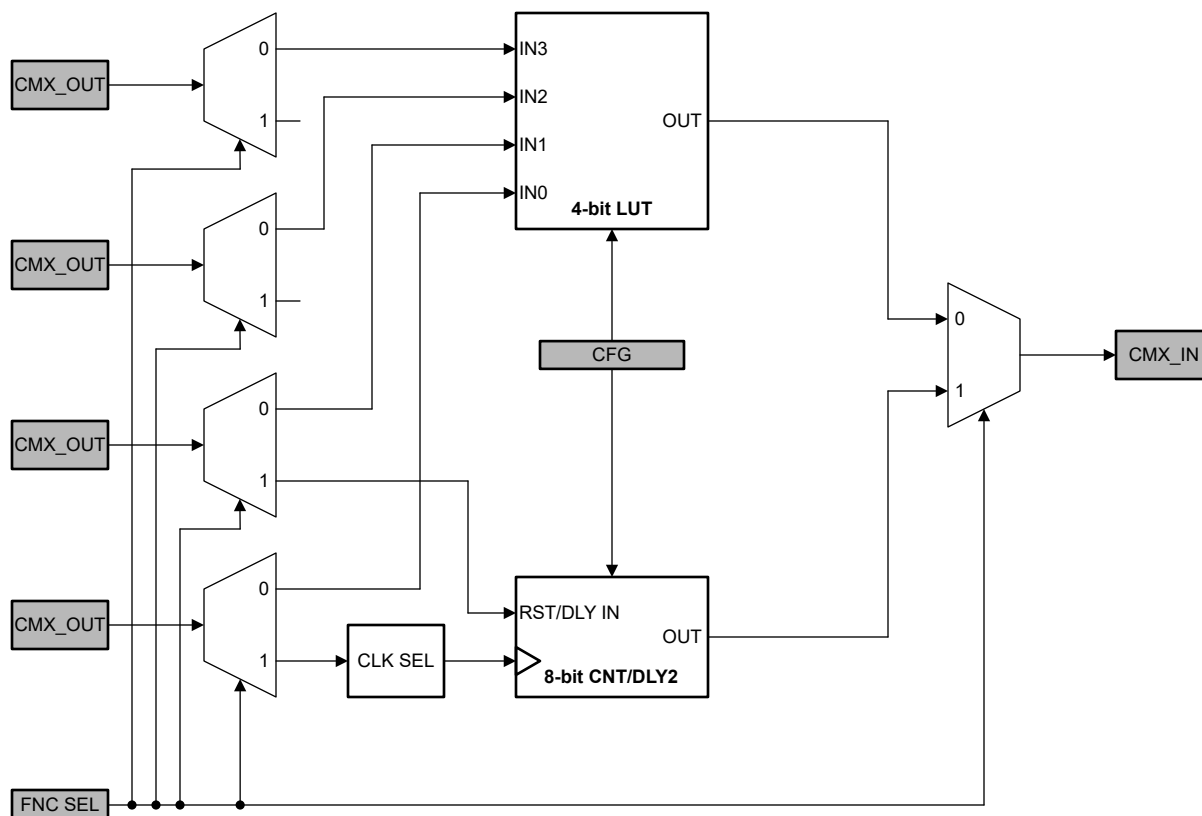 0
IN3
CMX_OUT
IN2
1
OUT
IN1
IN0
4-bit LUT
0
CMX_OUT
1
0
CFG
CMX_IN
1
0
CMX_OUT
1
0
RST/DLY IN
CMX_OUT
OUT
1
CLK SEL
8-bit CNT/DLY2
FNC SEL